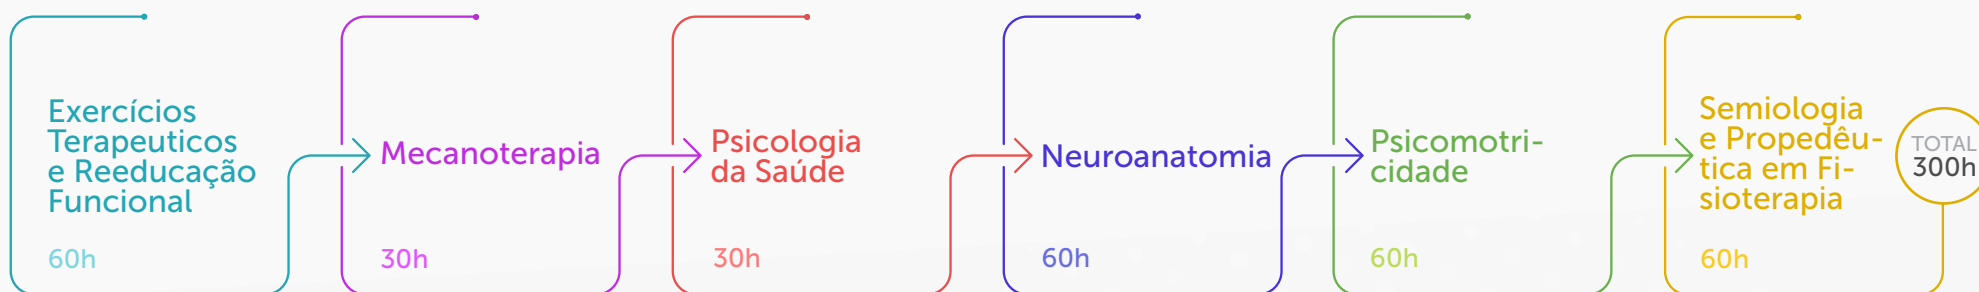 Exercícios
Terapeuticos
e Reeducação
Funcional
60h
Mecanoterapia
30h
Psicologia
da Saúde
30h
Neuroanatomia
60h
Psicomotri-
cidade
60h
Semiologia
e Propedêu-
tica em Fi-
sioterapia
60h
TOTAL
300h